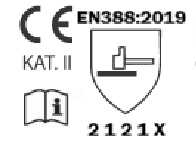 CE EN388:2019
KAT. II
i
2121X